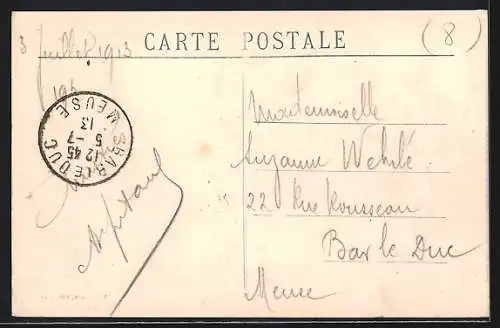 3 Juillet 1913
CARTE POSTALE
(8)
Mademoiselle
Suzanne Wehrlé
22 Rue Rousseau
Bar le Duc
Meuse
BAR LE DUC
12 45
5 - 7
13
MEUSE